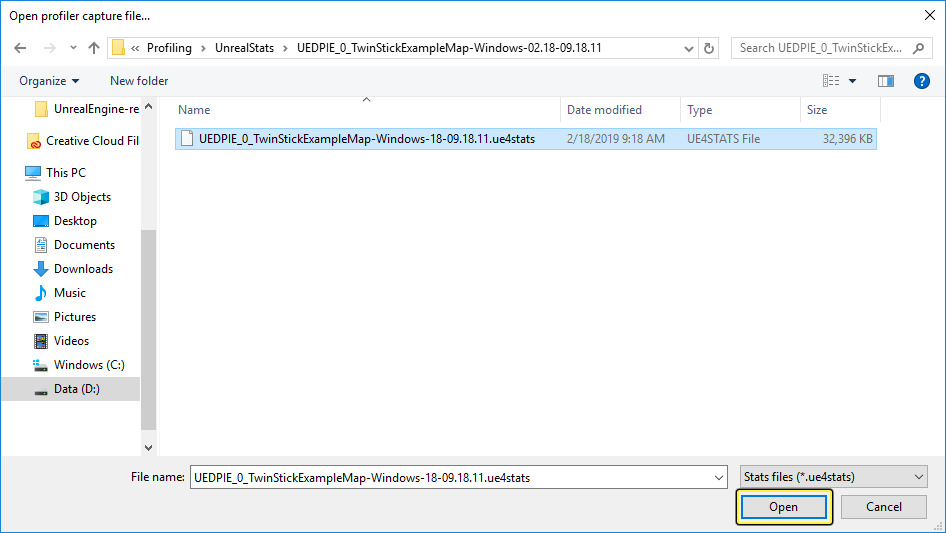 Open profiler capture file...
« Profiling > UnrealStats > UEDPIE_0_TwinStickExampleMap-Windows-02.18-09.18.11
Search UEDPIE_0_TwinStickEx...
Organize
New folder
Name
Date modified
Type
Size
UEDPIE_0_TwinStickExampleMap-Windows-18-09.18.11.ue4stats
2/18/2019 9:18 AM
UE4STATS File
32,396 KB
UnrealEngine-re
Creative Cloud Fil
This PC
3D Objects
Desktop
Documents
Downloads
Music
Pictures
Videos
Windows (C:)
Data (D:)
File name:
UEDPIE_0_TwinStickExampleMap-Windows-18-09.18.11.ue4stats
Stats files (*.ue4stats)
Open
Cancel